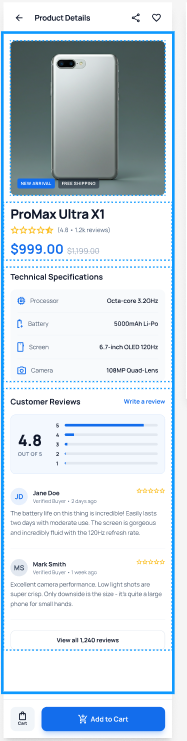 Product Details
NEW ARRIVAL FREE SHIPPING
ProMax Ultra X1
(4.8 • 1.2k reviews)
$999.00 $1,199.00
Technical Specifications
Processor Octa-core 3.2GHz
Battery 5000mAh Li-Po
Screen 6.7-inch OLED 120Hz
Camera 108MP Quad-Lens
Customer Reviews Write a review
4.8
OUT OF 5
5
4
3
2
1
JD
Jane Doe
Verified Buyer • 2 days ago
The battery life on this thing is incredible! Easily lasts
two days with moderate use. The screen is gorgeous
and incredibly fluid with the 120Hz refresh rate.
MS
Mark Smith
Verified Buyer • 1 week ago
Excellent camera performance. Low light shots are
super crisp. Only downside is the size - it's quite a large
phone for small hands.
View all 1,240 reviews
Cart
Add to Cart